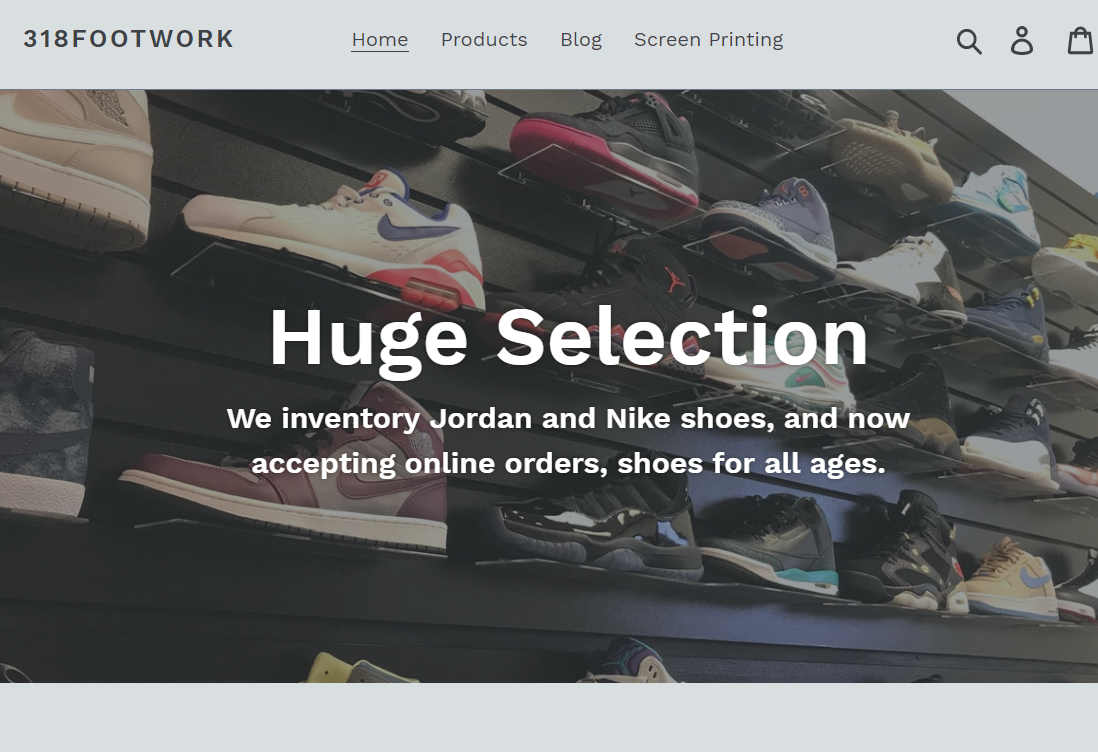 318FOOTWORK
Home Products Blog Screen Printing
Huge Selection
We inventory Jordan and Nike shoes, and now
accepting online orders, shoes for all ages.